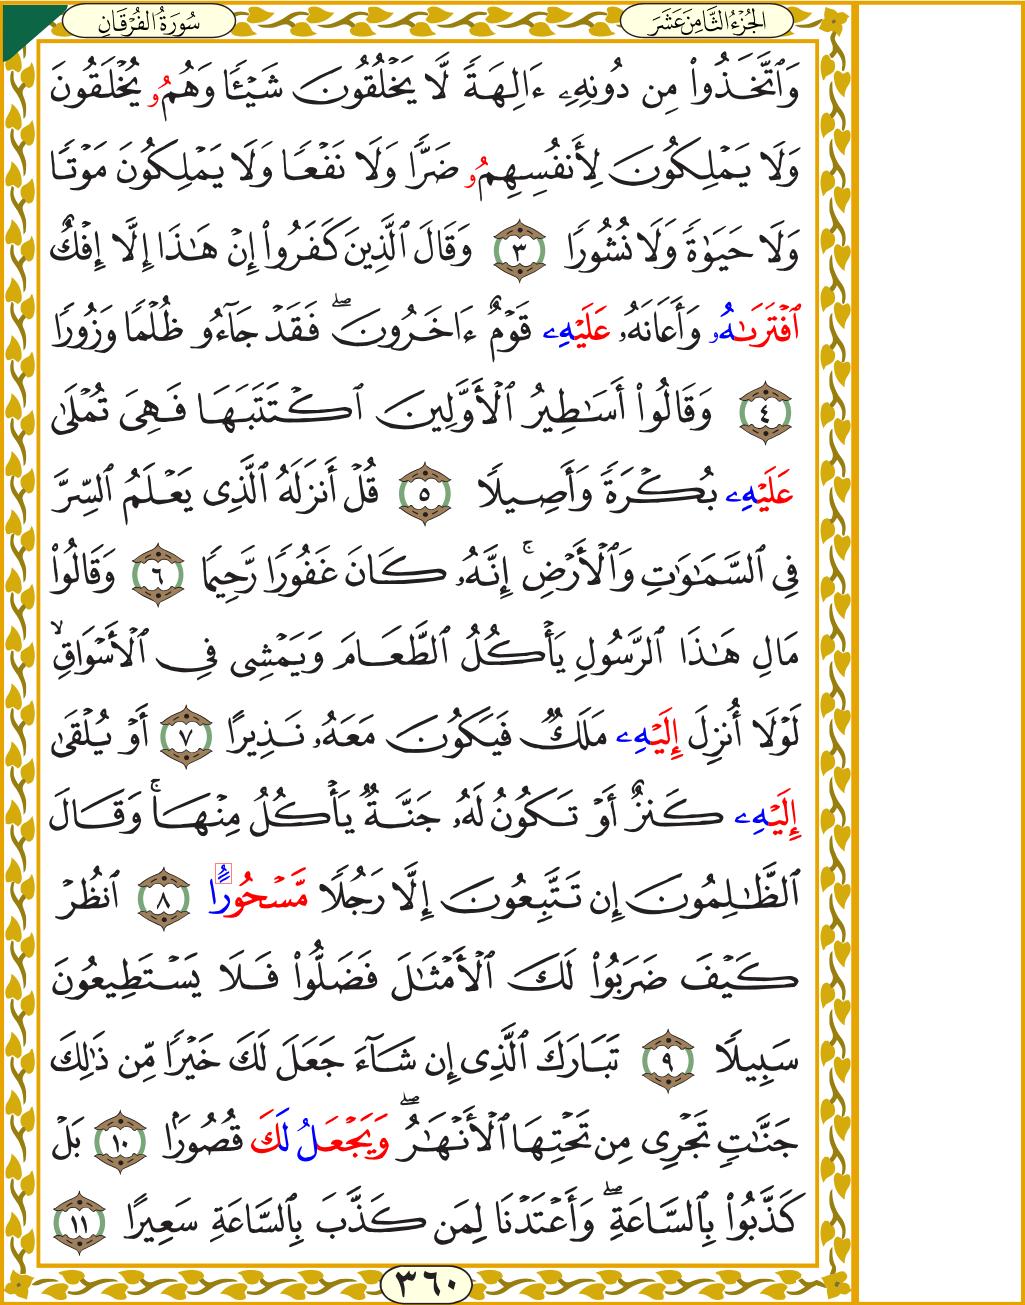 الجُزْءُ الثَّامِنَ عَشَرَ
سُورَةُ الفُرْقَانِ
وَٱتَّخَذُوا۟ مِن دُونِهِۦ ءَالِهَةٗ لَّا يَخۡلُقُونَ شَيۡـٔٗا وَهُمُۥ يُخۡلَقُونَ
وَلَا يَمۡلِكُونَ لِأَنفُسِهِمُۥ ضَرّٗا وَلَا نَفۡعٗا وَلَا يَمۡلِكُونَ مَوۡتٗا
وَلَا حَيَوٰةٗ وَلَا نُشُورٗا ٣ وَقَالَ ٱلَّذِينَ كَفَرُوٓا۟ إِنۡ هَٰذَا إِلَّا إِفۡكٌ
ٱفۡتَرَىٰهُۥ وَأَعَانَهُۥ عَلَيۡهِۦ قَوۡمٌ ءَاخَرُونَۖ فَقَدۡ جَآءُو ظُلۡمٗا وَزُورٗا
٤ وَقَالُوٓا۟ أَسَٰطِيرُ ٱلۡأَوَّلِينَ ٱكۡتَتَبَهَا فَهِىَ تُمۡلَىٰ
عَلَيۡهِۦ بُكۡرَةٗ وَأَصِيلٗا ٥ قُلۡ أَنزَلَهُ ٱلَّذِى يَعۡلَمُ ٱلسِّرَّ
فِى ٱلسَّمَٰوَٰتِ وَٱلۡأَرۡضِۚ إِنَّهُۥ كَانَ غَفُورٗا رَّحِيمٗا ٦ وَقَالُوا۟
مَالِ هَٰذَا ٱلرَّسُولِ يَأۡكُلُ ٱلطَّعَامَ وَيَمۡشِى فِى ٱلۡأَسۡوَاقِۙ
لَوۡلَا أُنزِلَ إِلَيۡهِۦ مَلَكٌ فَيَكُونَ مَعَهُۥ نَذِيرًا ٧ أَوۡ يُلۡقَىٰ
إِلَيۡهِۦ كَنزٌ أَوۡ تَكُونُ لَهُۥ جَنَّةٌ يَأۡكُلُ مِنۡهَاۚ وَقَالَ
ٱلظَّٰلِمُونَ إِن تَتَّبِعُونَ إِلَّا رَجُلٗا مَّسۡحُورًا ٨ ٱنظُرۡ
كَيۡفَ ضَرَبُوا۟ لَكَ ٱلۡأَمۡثَٰلَ فَضَلُّوا۟ فَلَا يَسۡتَطِيعُونَ
سَبِيلٗا ٩ تَبَارَكَ ٱلَّذِى إِن شَآءَ جَعَلَ لَكَ خَيۡرٗا مِّن ذَٰلِكَ
جَنَّٰتٖ تَجۡرِى مِن تَحۡتِهَا ٱلۡأَنۡهَٰرُۖ وَيَجۡعَلُ لَكَ قُصُورَۢا ١٠ بَلۡ
كَذَّبُوا۟ بِٱلسَّاعَةِۖ وَأَعۡتَدۡنَا لِمَن كَذَّبَ بِٱلسَّاعَةِ سَعِيرًا ١١
٣٦٠